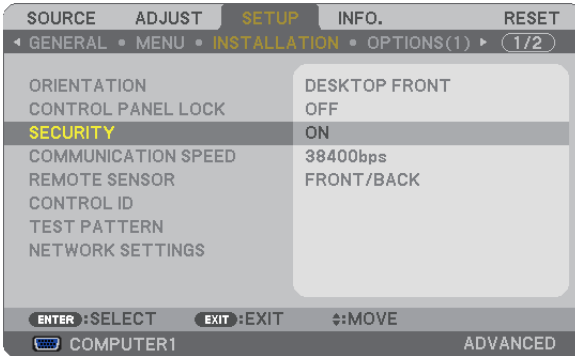 SOURCE ADJUST SETUP INFO. RESET
GENERAL • MENU • INSTALLATION • OPTIONS(1) 1/2
ORIENTATION DESKTOP FRONT
CONTROL PANEL LOCK OFF
SECURITY ON
COMMUNICATION SPEED 38400bps
REMOTE SENSOR FRONT/BACK
CONTROL ID
TEST PATTERN
NETWORK SETTINGS
ENTER :SELECT EXIT :EXIT :MOVE
COMPUTER1 ADVANCED